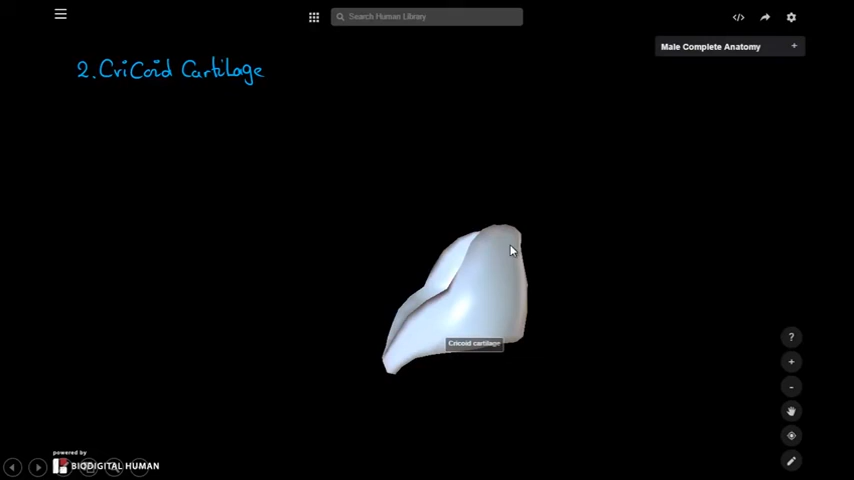 Search Human Library
</>
Male Complete Anatomy +
2. CriCoid Cartilage
Cricoid cartilage
?
+
-
powered by
BIODIGITAL HUMAN